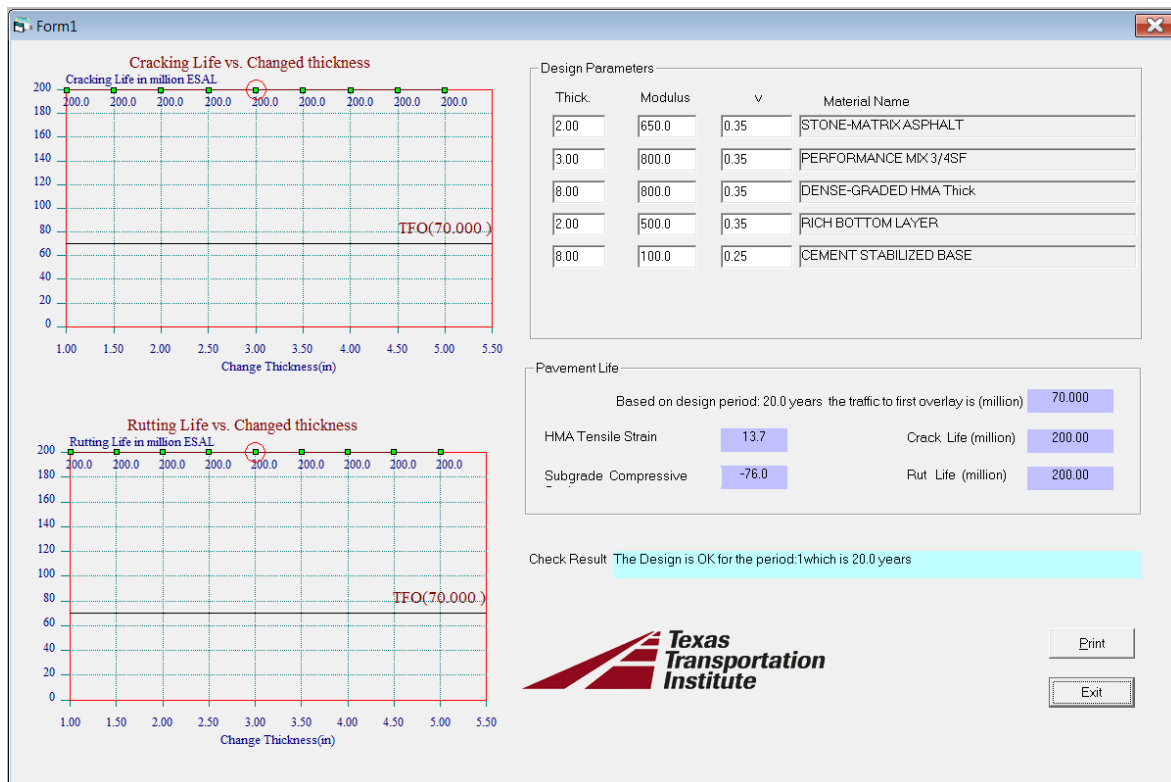 Form1
Cracking Life vs. Changed thickness
Cracking Life in million ESAL
200
180
160
140
120
100
80
60
40
20
0
200.0 200.0 200.0 200.0 200.0 200.0 200.0 200.0 200.0
TFO(70.000 )
1.00 1.50 2.00 2.50 3.00 3.50 4.00 4.50 5.00 5.50
Change Thickness(in)
Rutting Life vs. Changed thickness
Rutting Life in million ESAL
200
180
160
140
120
100
80
60
40
20
0
200.0 200.0 200.0 200.0 200.0 200.0 200.0 200.0 200.0
TFO(70.000 )
1.00 1.50 2.00 2.50 3.00 3.50 4.00 4.50 5.00 5.50
Change Thickness(in)
Design Parameters
Thick. Modulus v Material Name
2.00 650.0 0.35 STONE-MATRIX ASPHALT
3.00 800.0 0.35 PERFORMANCE MIX 3/4SF
8.00 800.0 0.35 DENSE-GRADED HMA Thick
2.00 500.0 0.35 RICH BOTTOM LAYER
8.00 100.0 0.25 CEMENT STABILIZED BASE
Pavement Life
Based on design period: 20.0 years the traffic to first overlay is (million) 70.000
HMA Tensile Strain 13.7 Crack Life (million) 200.00
Subgrade Compressive -76.0 Rut Life (million) 200.00
Check Result The Design is OK for the period:1which is 20.0 years
Texas
Transportation
Institute
Print
Exit